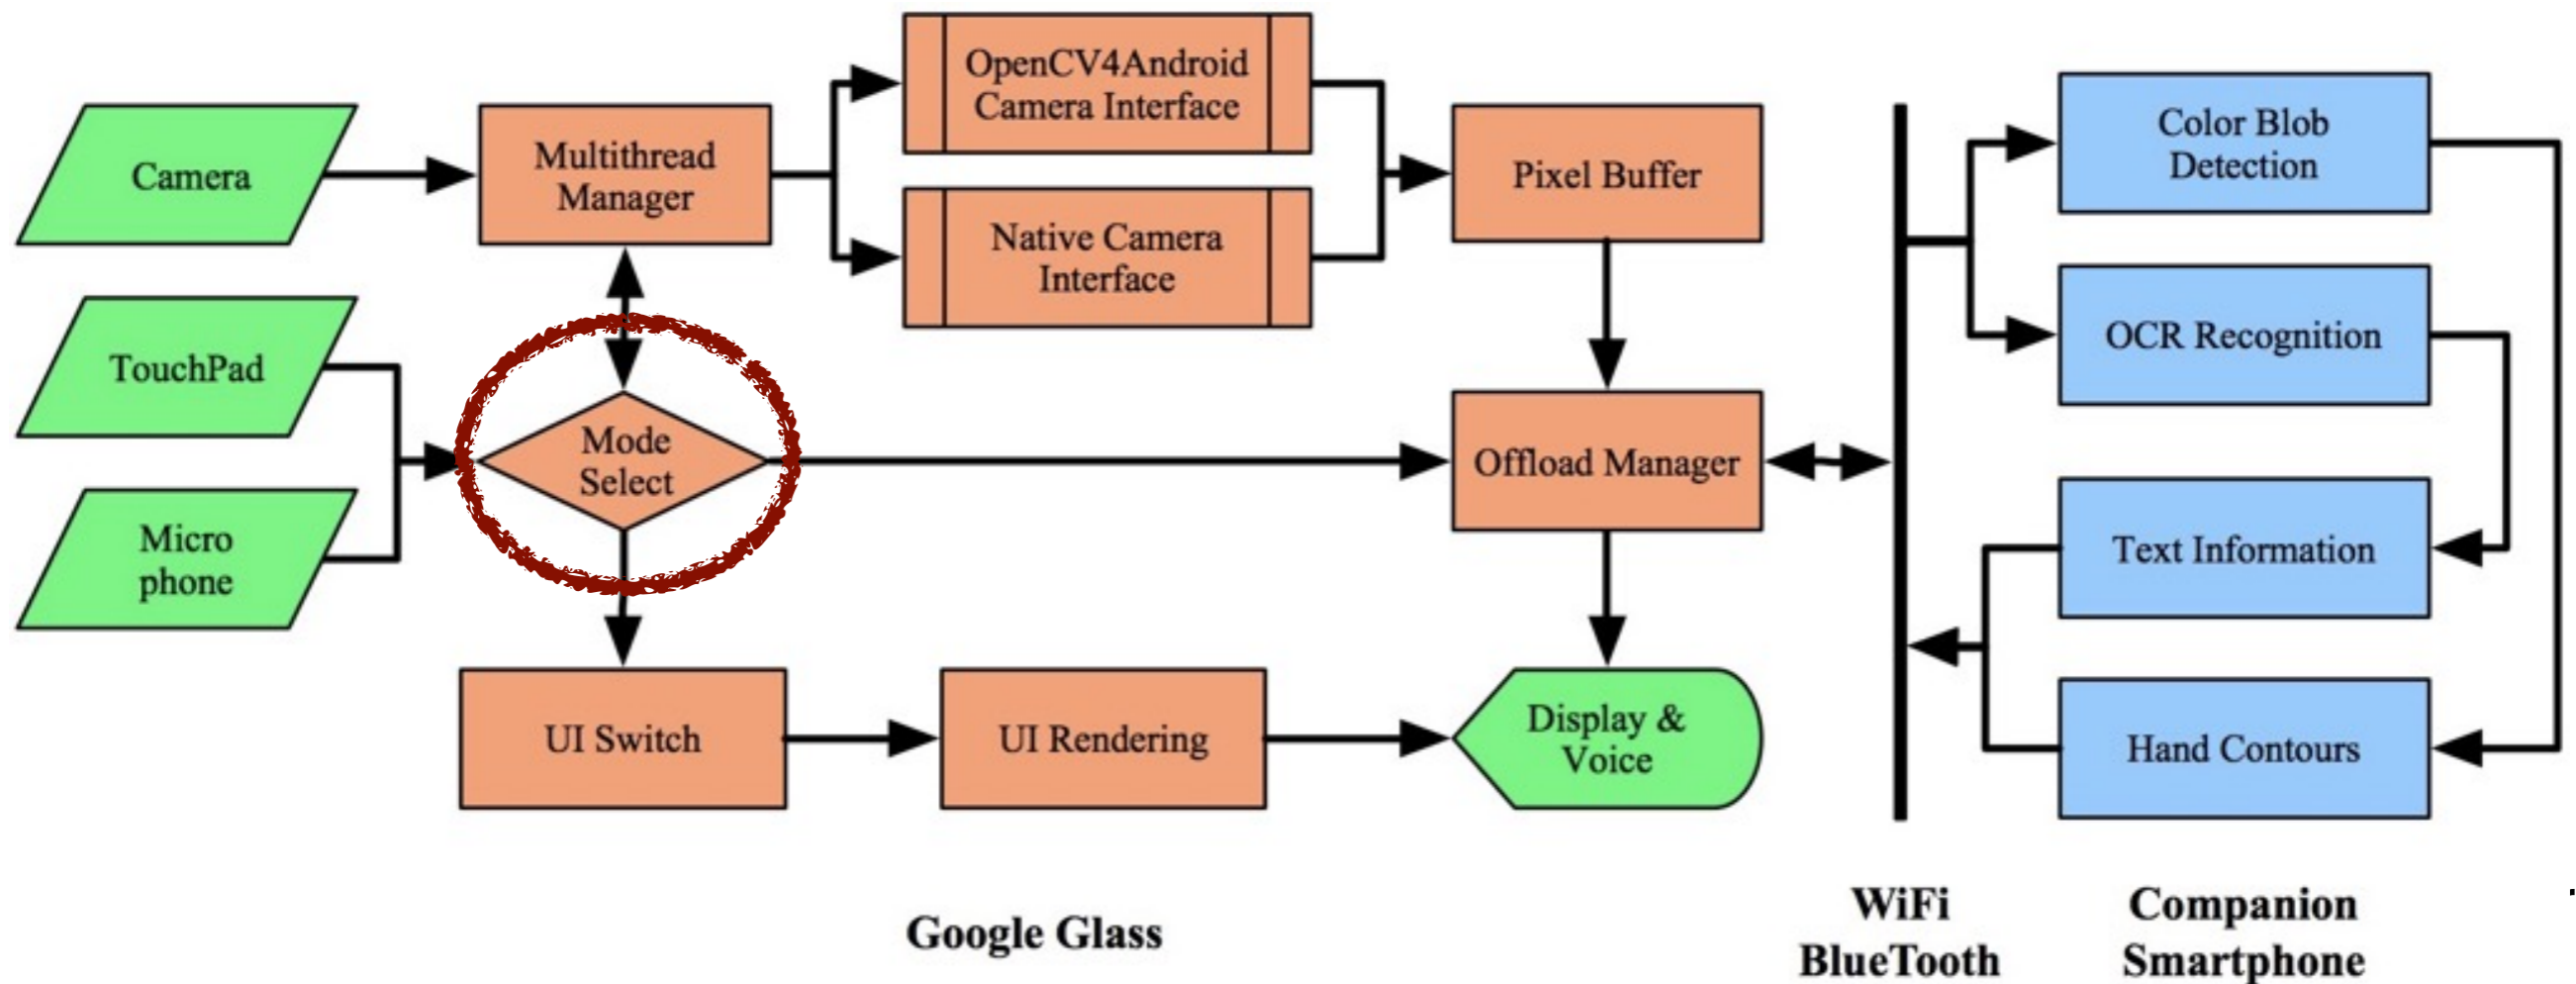 Camera
TouchPad
Micro
phone
Multithread
Manager
Mode
Select
UI Switch
OpenCV4Android
Camera Interface
Native Camera
Interface
UI Rendering
Pixel Buffer
Offload Manager
Display &
Voice
Color Blob
Detection
OCR Recognition
Text Information
Hand Contours
Google Glass
WiFi
BlueTooth
Companion
Smartphone